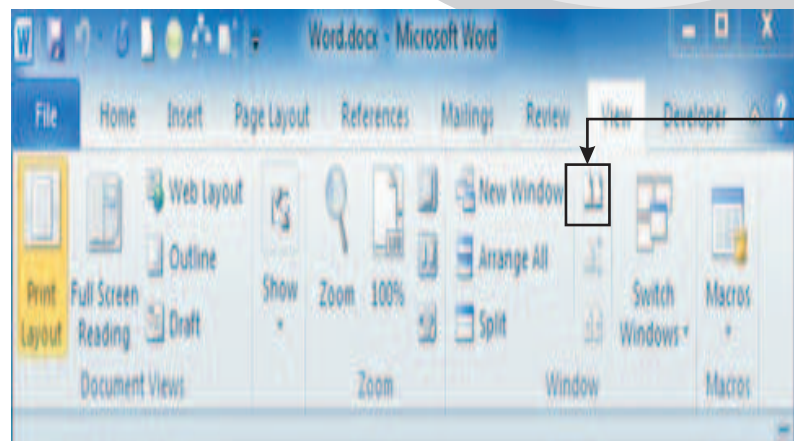 W Word.docx - Microsoft Word X
File Home Insert Page Layout References Mailings Review View Developer ?
Print Layout
Full Screen Reading
Web Layout
Outline
Draft
Document Views
Show
Zoom
100%
Zoom
New Window
Arrange All
Split
Switch Windows
Window
Macros
Macros